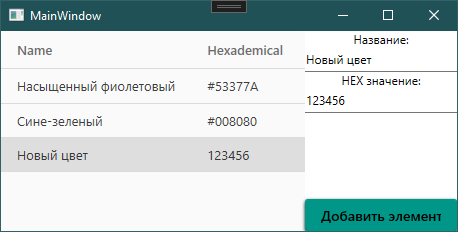 MainWindow
Name Hexademical
Насыщенный фиолетовый #53377A
Сине-зеленый #008080
Новый цвет 123456
Название:
Новый цвет
HEX значение:
123456
Добавить элемент